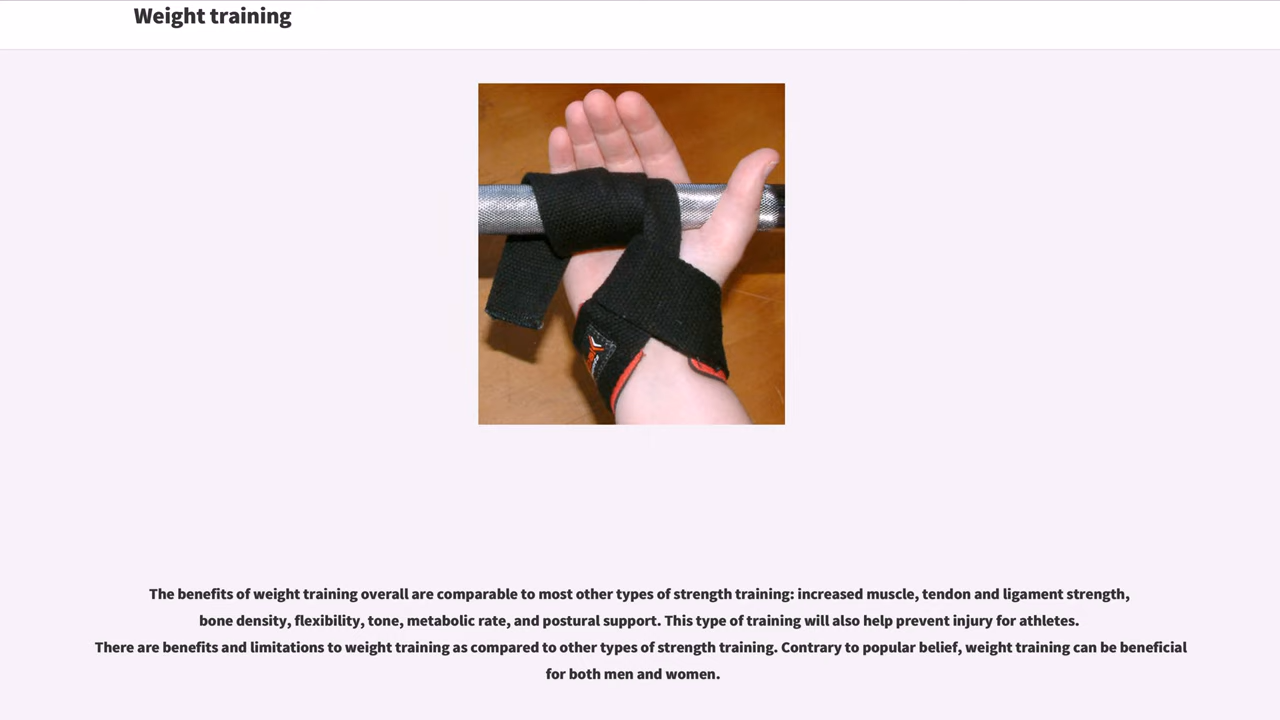 Weight training
The benefits of weight training overall are comparable to most other types of strength training: increased muscle, tendon and ligament strength,
bone density, flexibility, tone, metabolic rate, and postural support. This type of training will also help prevent injury for athletes.
There are benefits and limitations to weight training as compared to other types of strength training. Contrary to popular belief, weight training can be beneficial
for both men and women.